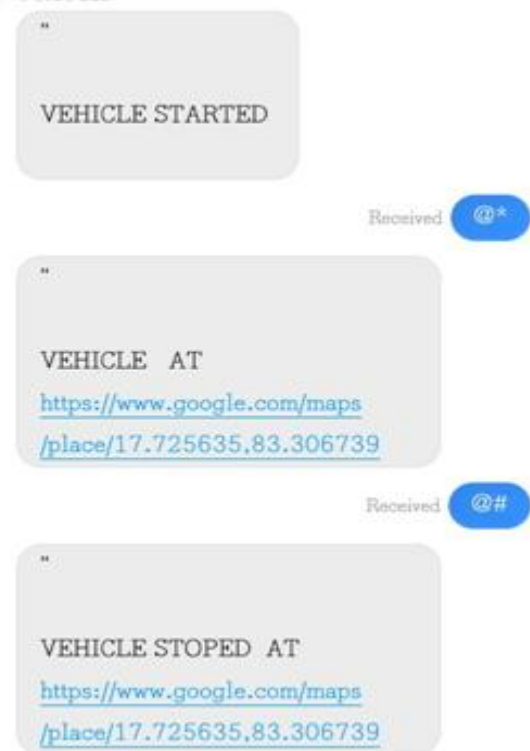 "
VEHICLE STARTED
Received @*
"
VEHICLE AT
https://www.google.com/maps
/place/17.725635,83.306739
Received @#
"
VEHICLE STOPED AT
https://www.google.com/maps
/place/17.725635,83.306739